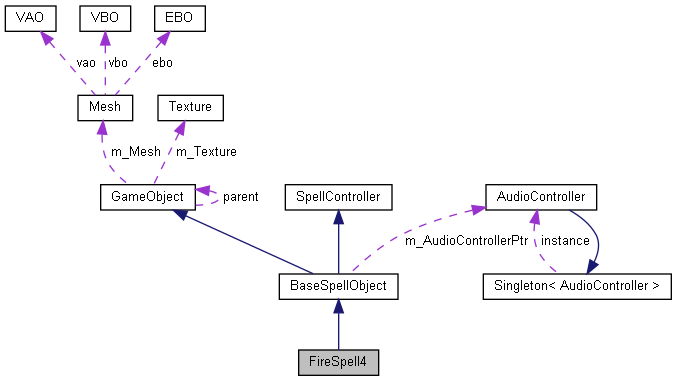 VAO
VBO
EBO
vao
vbo
ebo
Mesh
Texture
m_Mesh
m_Texture
GameObject
parent
SpellController
AudioController
m_AudioControllerPtr
instance
BaseSpellObject
Singleton< AudioController >
FireSpell4